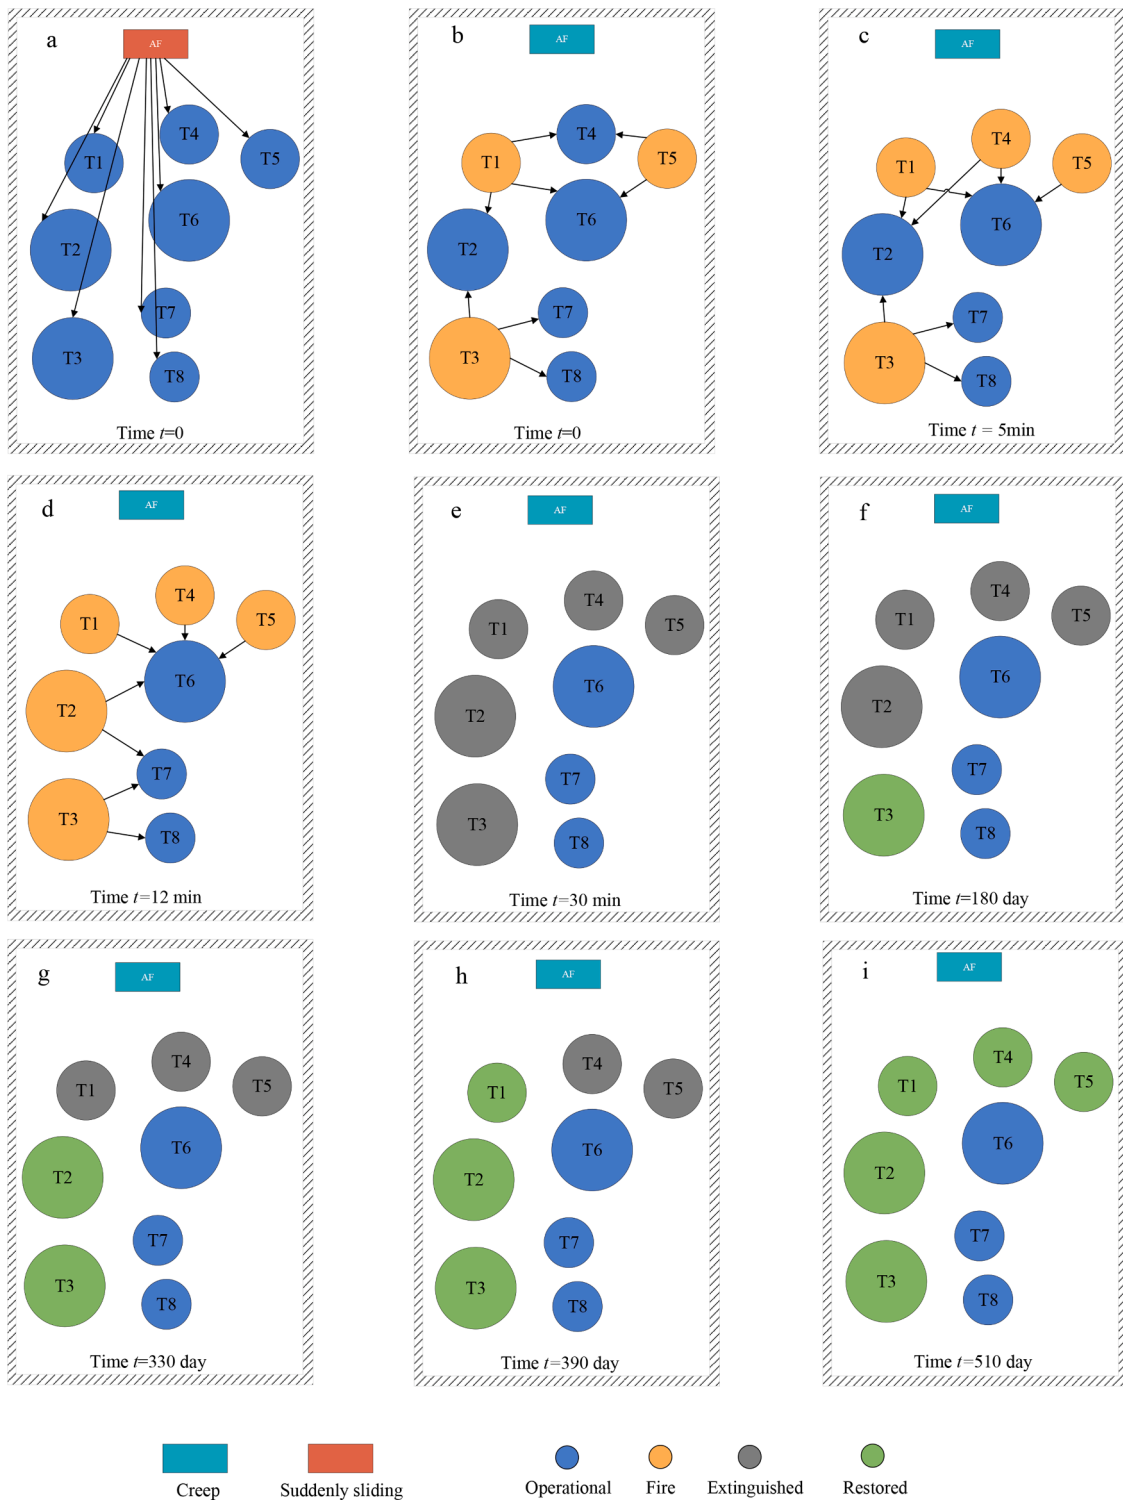 a
AF
T4
T1
T5
T6
T2
T7
T3
T8
Time t=0
b
AF
T4
T1
T5
T6
T2
T7
T3
T8
Time t=0
c
AF
T4
T1
T5
T6
T2
T7
T3
T8
Time t = 5min
d
AF
T4
T1
T5
T6
T2
T7
T3
T8
Time t=12 min
e
AF
T4
T1
T5
T6
T2
T7
T3
T8
Time t=30 min
f
AF
T4
T1
T5
T6
T2
T7
T3
T8
Time t=180 day
g
AF
T4
T1
T5
T6
T2
T7
T3
T8
Time t=330 day
h
AF
T4
T1
T5
T6
T2
T7
T3
T8
Time t=390 day
i
AF
T4
T1
T5
T6
T2
T7
T3
T8
Time t=510 day
Creep
Suddenly sliding
Operational
Fire
Extinguished
Restored